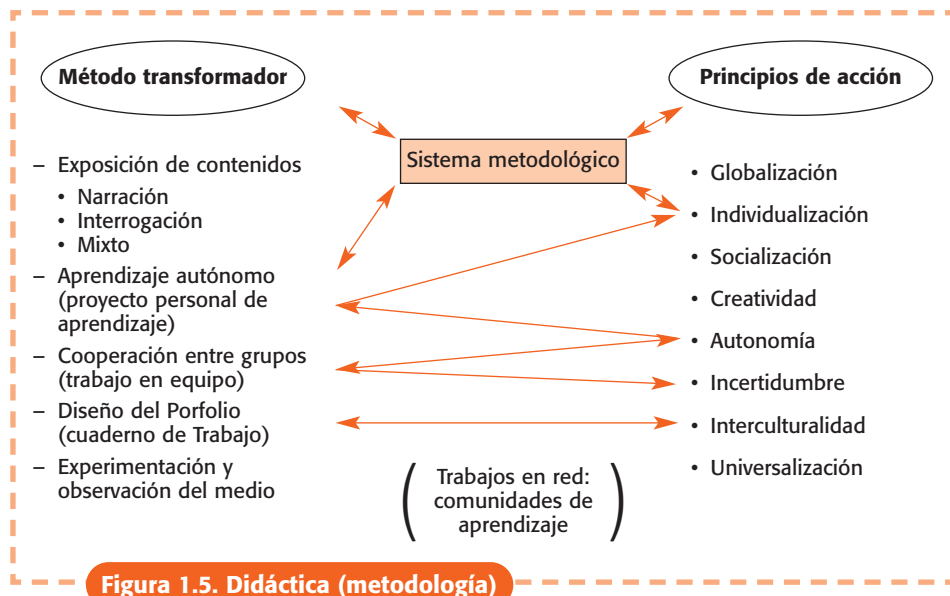 Método transformador
Principios de acción
Sistema metodológico
– Exposición de contenidos
• Narración
• Interrogación
• Mixto
– Aprendizaje autónomo
(proyecto personal de
aprendizaje)
– Cooperación entre grupos
(trabajo en equipo)
– Diseño del Porfolio
(cuaderno de Trabajo)
– Experimentación y
observación del medio
• Globalización
• Individualización
• Socialización
• Creatividad
• Autonomía
• Incertidumbre
• Interculturalidad
• Universalización
( Trabajos en red:
comunidades de
aprendizaje )
Figura 1.5. Didáctica (metodología)